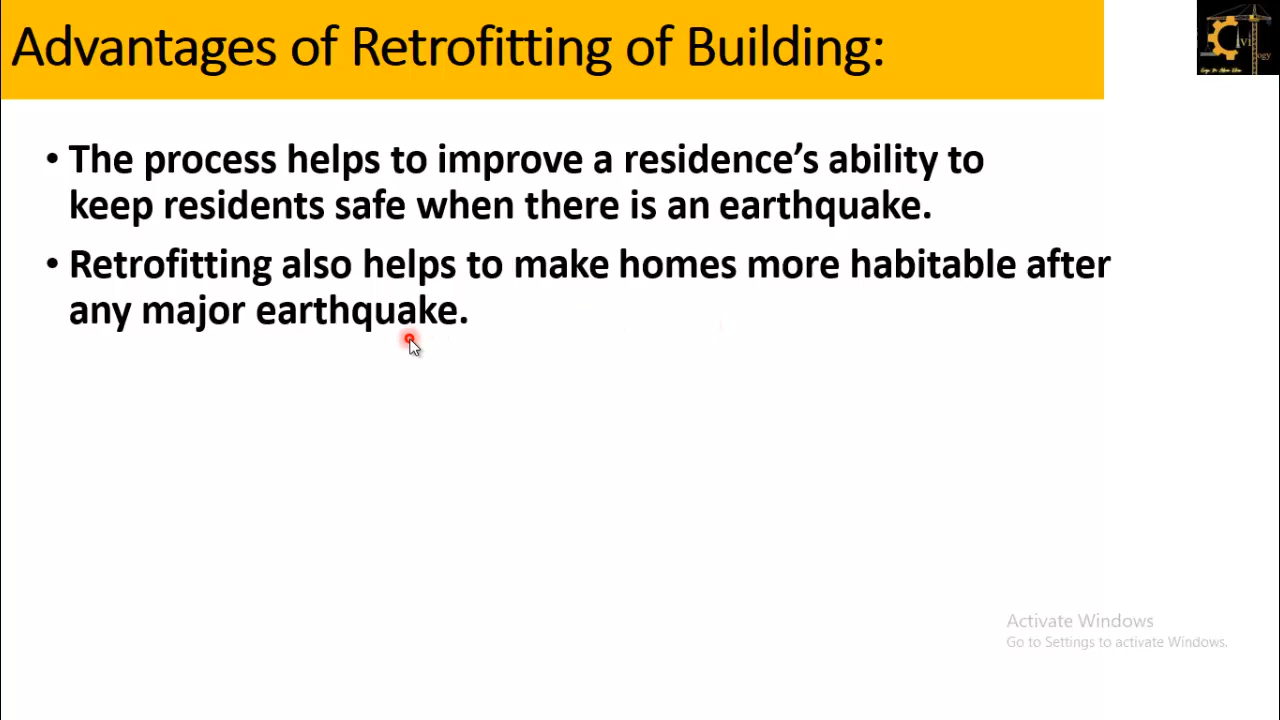 Advantages of Retrofitting of Building:
• The process helps to improve a residence’s ability to
keep residents safe when there is an earthquake.
• Retrofitting also helps to make homes more habitable after
any major earthquake.
Activate Windows
Go to Settings to activate Windows.